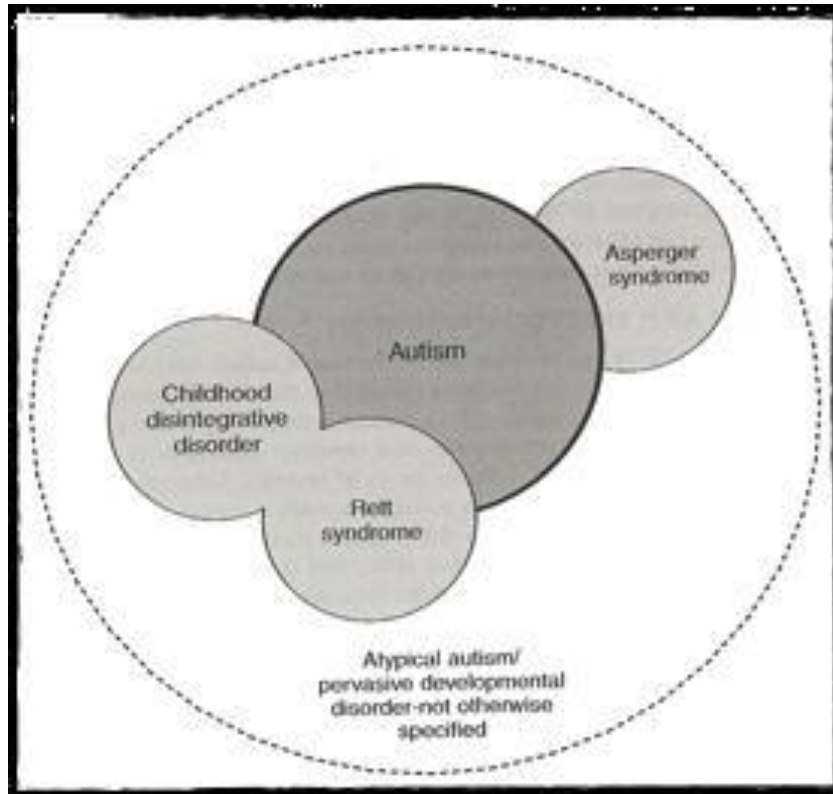 Asperger
syndrome
Autism
Childhood
disintegrative
disorder
Rett
syndrome
Atypical autism/
pervasive developmental
disorder-not otherwise
specified